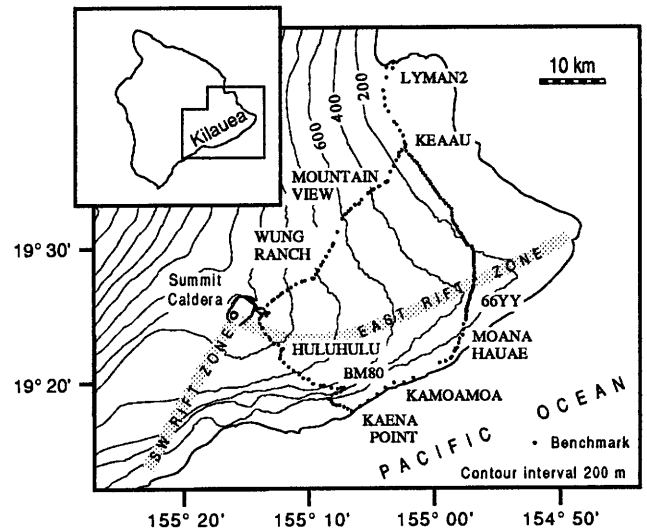 Kilauea
10 km
LYMAN2
200
400
600
KEAAU
MOUNTAIN
VIEW
WUNG
RANCH
19° 30'
Summit
Caldera
EAST RIFT ZONE
66YY
MOANA
HAUAE
HULUHULU
BM80
19° 20'
SW RIFT ZONE
KAMOAMOA
KAENA
POINT
PACIFIC OCEAN
• Benchmark
Contour interval 200 m
155° 20'
155° 10'
155° 00'
154° 50'